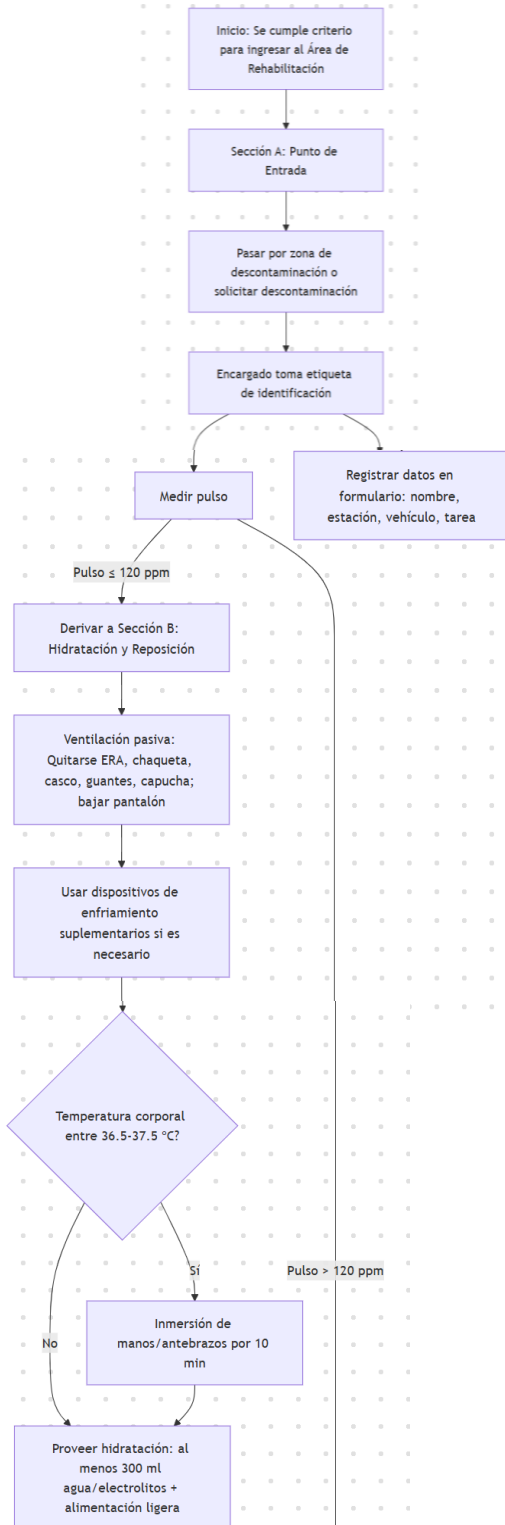 Inicio: Se cumple criterio
para ingresar al Área de
Rehabilitación
Sección A: Punto de
Entrada
Pasar por zona de
descontaminación o
solicitar descontaminación
Encargado toma etiqueta
de identificación
Medir pulso
Registrar datos en
formulario: nombre,
estación, vehículo, tarea
Pulso ≤ 120 ppm
Derivar a Sección B:
Hidratación y Reposición
Ventilación pasiva:
Quitarse ERA, chaqueta,
casco, guantes, capucha;
bajar pantalón
Usar dispositivos de
enfriamiento
suplementarios si es
necesario
Temperatura corporal
entre 36.5-37.5 °C?
Sí
Pulso > 120 ppm
Inmersión de
manos/antebrazos por 10
min
No
Proveer hidratación: al
menos 300 ml
agua/electrolitos +
alimentación ligera